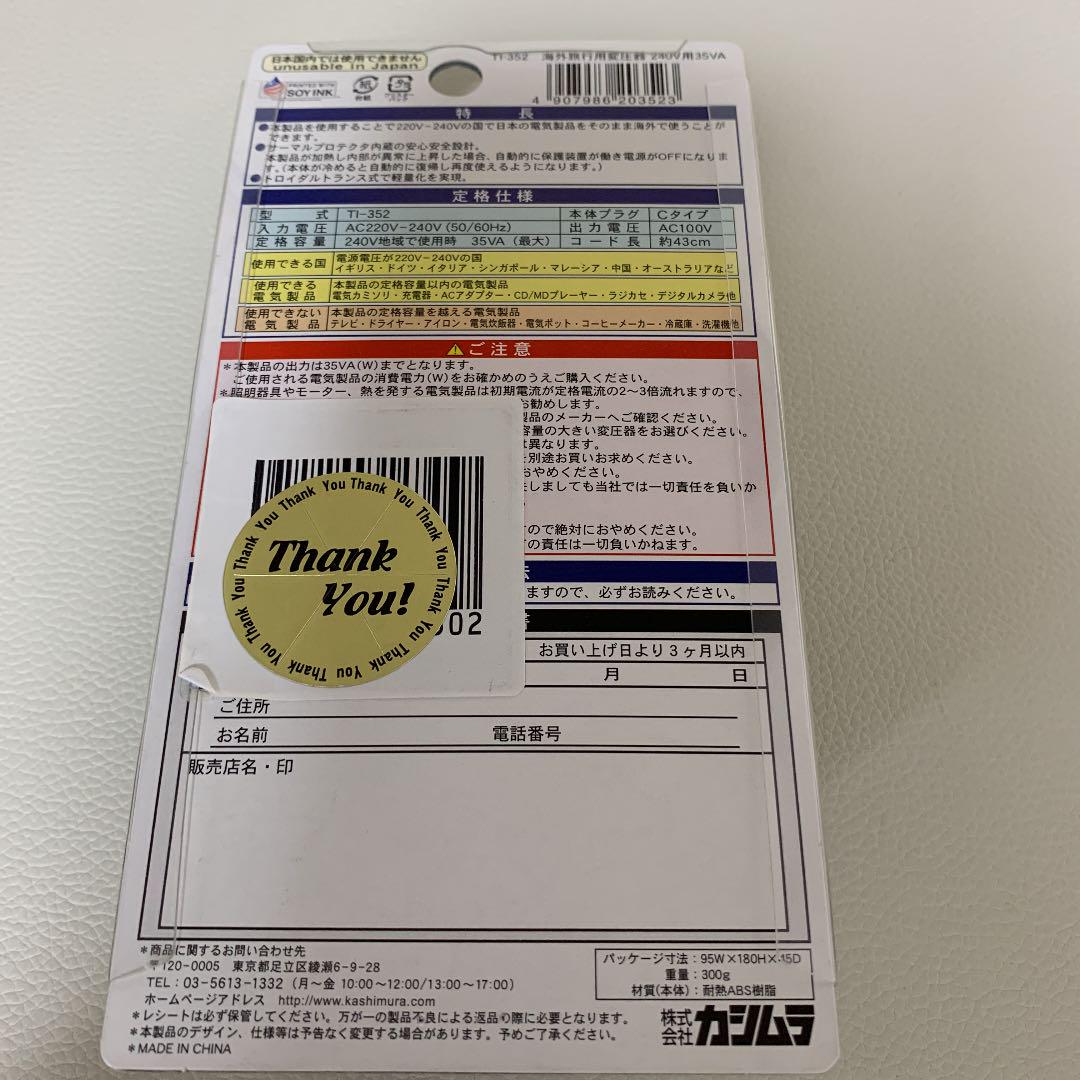 日本国内では使用できません
unusable in Japan
TI-352 海外旅行用変圧器 240V用35VA
PRINTED WITH
SOY INK
紙
台紙
プラ
ブリスター
パック
4 907986 203523
特 長
●本製品を使用することで220V-240Vの国で日本の電気製品をそのまま海外で使うことが
できます。
●サーマルプロテクタ内蔵の安心安全設計。
本製品が加熱し内部が異常に上昇した場合、自動的に保護装置が働き電源がOFFになりま
す。(本体が冷めると自動的に復帰し再度使えるようになります。)
●トロイダルトランス式で軽量化を実現。
定格仕様
型 式 TI-352 本体プラグ Cタイプ
入力電圧 AC220V-240V (50/60Hz) 出力電圧 AC100V
定格容量 240V地域で使用時 35VA (最大) コード長 約43cm
使用できる国 電源電圧が220V-240Vの国
イギリス・ドイツ・イタリア・シンガポール・マレーシア・中国・オーストラリアなど
使用できる 本製品の定格容量以内の電気製品
電気製品 電気カミソリ・充電器・ACアダプター・CD/MDプレーヤー・ラジカセ・デジタルカメラ他
使用できない 本製品の定格容量を越える電気製品
電気製品 テレビ・ドライヤー・アイロン・電気炊飯器・電気ポット・コーヒーメーカー・冷蔵庫・洗濯機他
⚠ご注意
*本製品の出力は35VA(W)までとなります。
ご使用される電気製品の消費電力(W)をお確かめのうえご購入ください。
*照明器具やモーター、熱を発する電気製品は初期電流が定格電流の2〜3倍流れますので、
お勧めします。
製品のメーカーへご確認ください。
容量の大きい変圧器をお選びください。
は異なります。
を別途お買いお求めください。
おやめください。
しましても当社では一切責任を負いか
ので絶対におやめください。
の責任は一切負いかねます。
ますので、必ずお読みください。
Thank You Thank You Thank You Thank You Thank You Thank You Thank You Thank You
Thank
You!
002
お買い上げ日より3ヶ月以内
月 日
ご住所
お名前 電話番号
販売店名・印
*商品に関するお問い合わせ先
〒120-0005 東京都足立区綾瀬6-9-28
TEL：03-5613-1332 (月〜金 10:00〜12:00/13:00〜17:00)
ホームページアドレス http://www.kashimura.com
*レシートは必ず保管してください。万が一の製品不良による返品の際に必要となります。
*本製品のデザイン、仕様等は予告なく変更する場合があります。予めご了承ください。
*MADE IN CHINA
パッケージ寸法：95W×180H×45D
重量：300g
材質(本体)：耐熱ABS樹脂
株式会社カシムラ